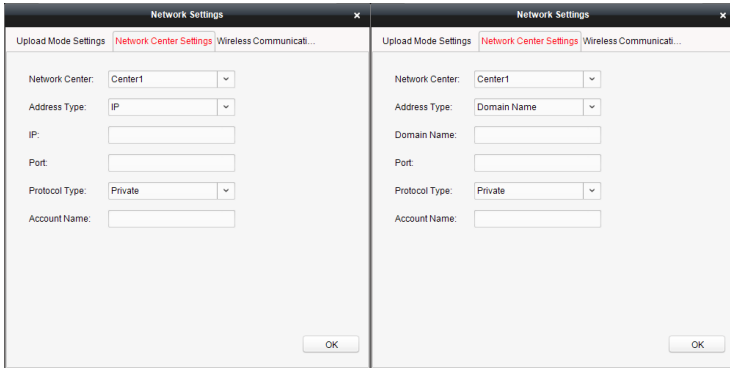 Network Settings ×
Upload Mode Settings Network Center Settings Wireless Communicati...
Network Center: Center1
Address Type: IP
IP:
Port:
Protocol Type: Private
Account Name:
OK
Network Settings ×
Upload Mode Settings Network Center Settings Wireless Communicati...
Network Center: Center1
Address Type: Domain Name
Domain Name:
Port:
Protocol Type: Private
Account Name:
OK